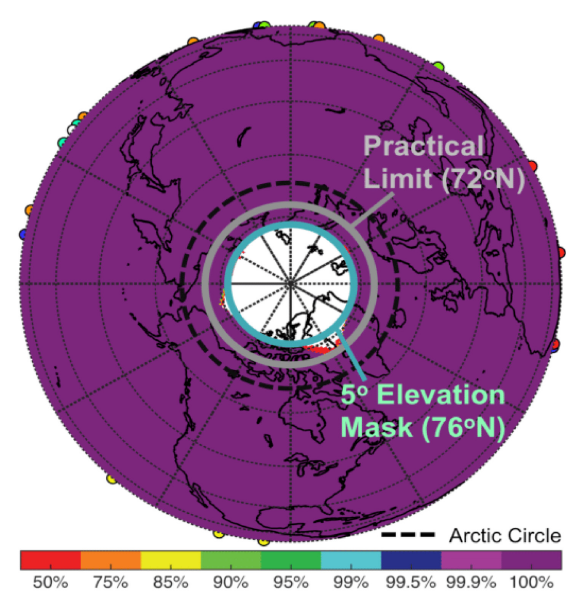 Practical
Limit (72°N)
5° Elevation
Mask (76°N)
Arctic Circle
50% 75% 85% 90% 95% 99% 99.5% 99.9% 100%